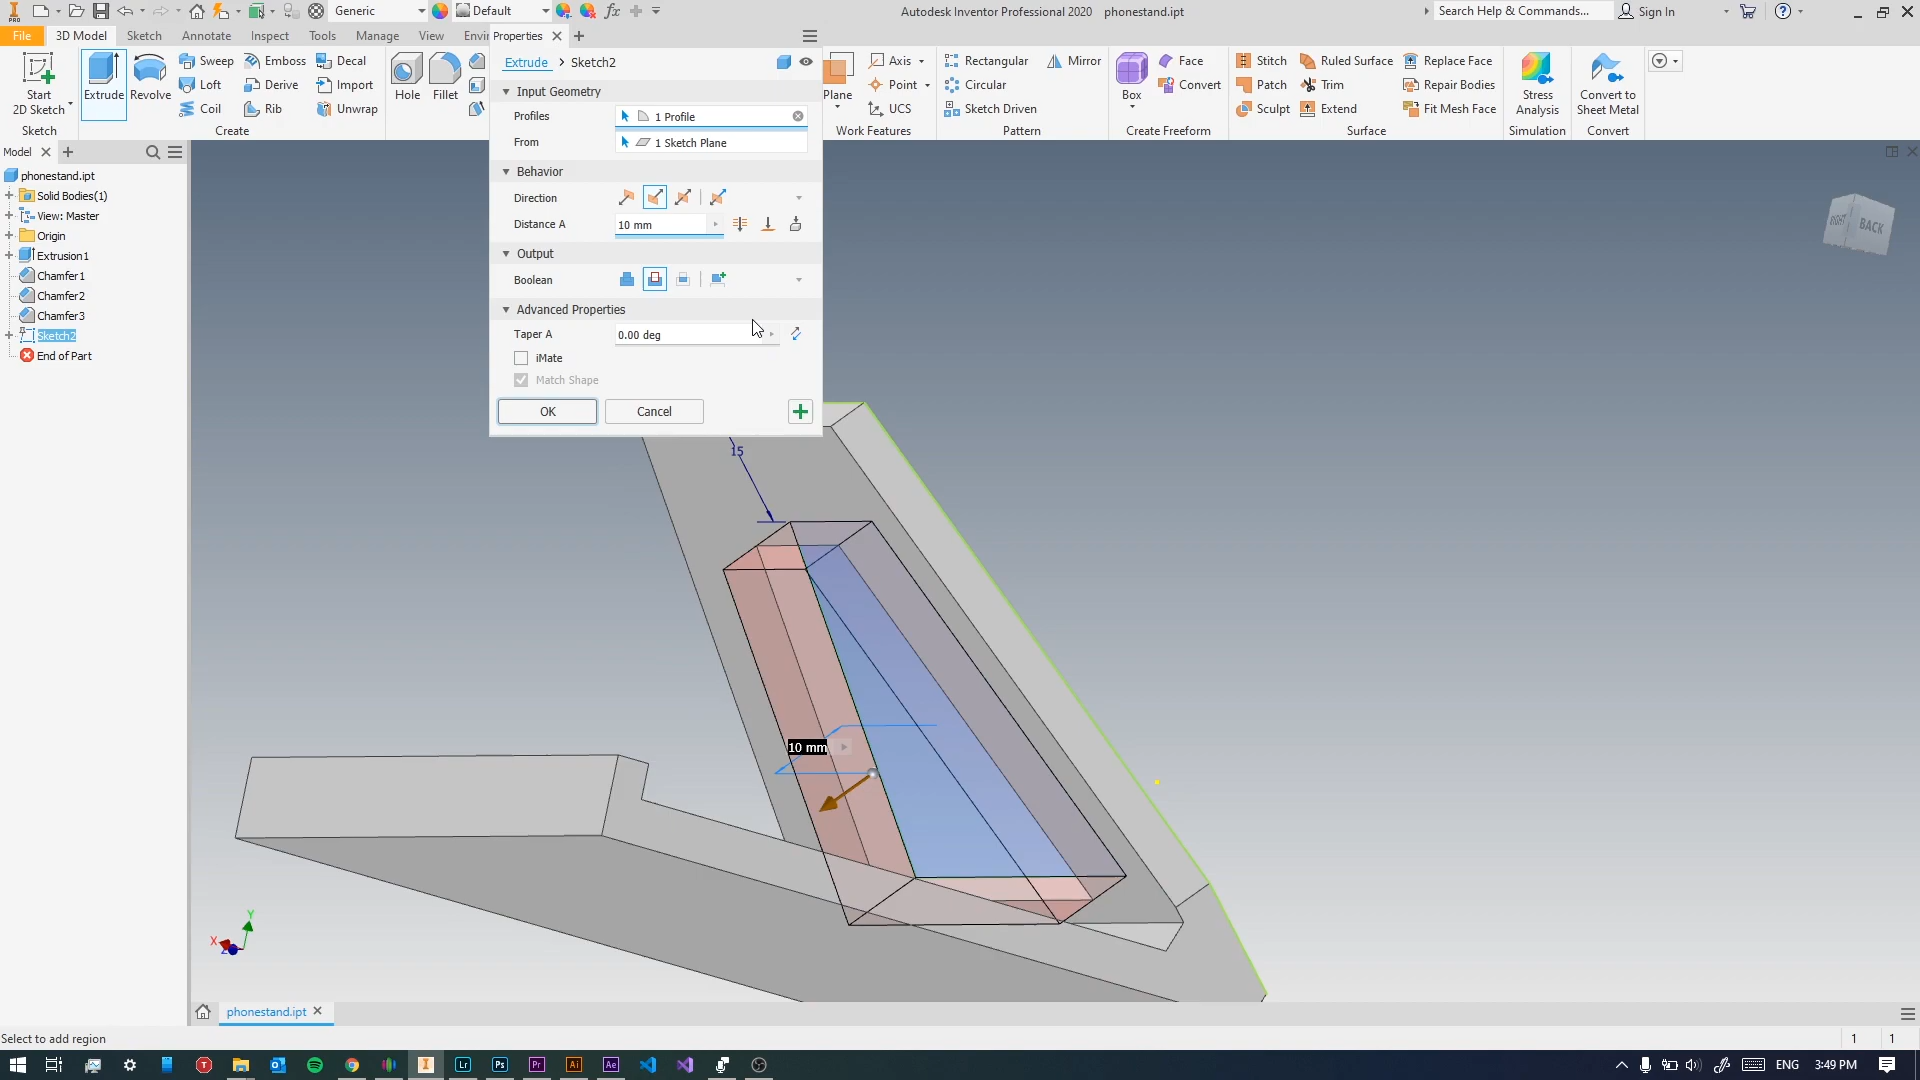 Generic
Default
Autodesk Inventor Professional 2020 phonestand.ipt
Search Help & Commands...
Sign In
File
3D Model
Sketch
Annotate
Inspect
Tools
Manage
View
Envir
Properties
Start
2D Sketch
Sketch
Extrude
Revolve
Sweep
Loft
Coil
Emboss
Derive
Rib
Decal
Import
Unwrap
Create
Hole
Fillet
Plane
Axis
Point
UCS
Work Features
Rectangular
Circular
Sketch Driven
Mirror
Pattern
Box
Face
Convert
Create Freeform
Stitch
Patch
Sculpt
Ruled Surface
Trim
Extend
Replace Face
Repair Bodies
Fit Mesh Face
Surface
Stress
Analysis
Simulation
Convert to
Sheet Metal
Convert
Extrude > Sketch2
Input Geometry
Profiles
1 Profile
From
1 Sketch Plane
Behavior
Direction
Distance A
10 mm
Output
Boolean
Advanced Properties
Taper A
0.00 deg
iMate
Match Shape
OK
Cancel
Model
phonestand.ipt
Solid Bodies(1)
View: Master
Origin
Extrusion1
Chamfer1
Chamfer2
Chamfer3
Sketch2
End of Part
RIGHT
BACK
15
10 mm
X
Y
Z
phonestand.ipt
Select to add region
1
1
ENG
3:49 PM